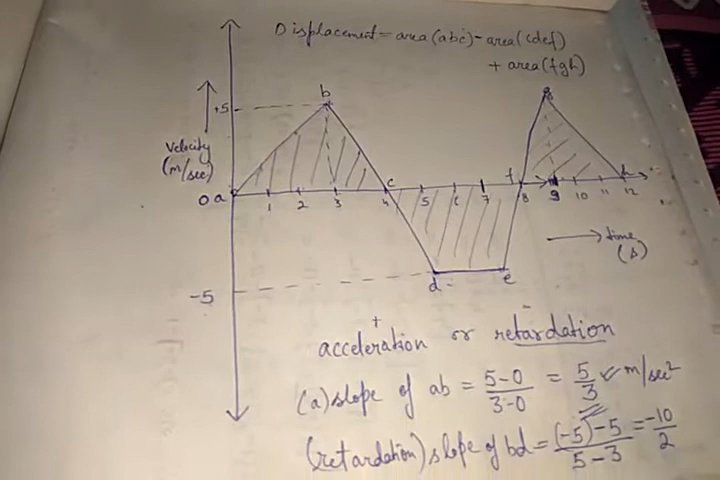 Displacement = area(abc) - area(cdef)
+ area(fgh)
b
g
+5
velocity
(m/sec)
0 a
1 2 3 4 c 5 6 7 f 8 9 10 11 h 12
time
(s)
-5
d
e
+ -
acceleration or retardation
(a) slope of ab = 5-0/3-0 = 5/3 m/sec²
(retardation) slope of bd = (-5)-5/5-3 = -10/2